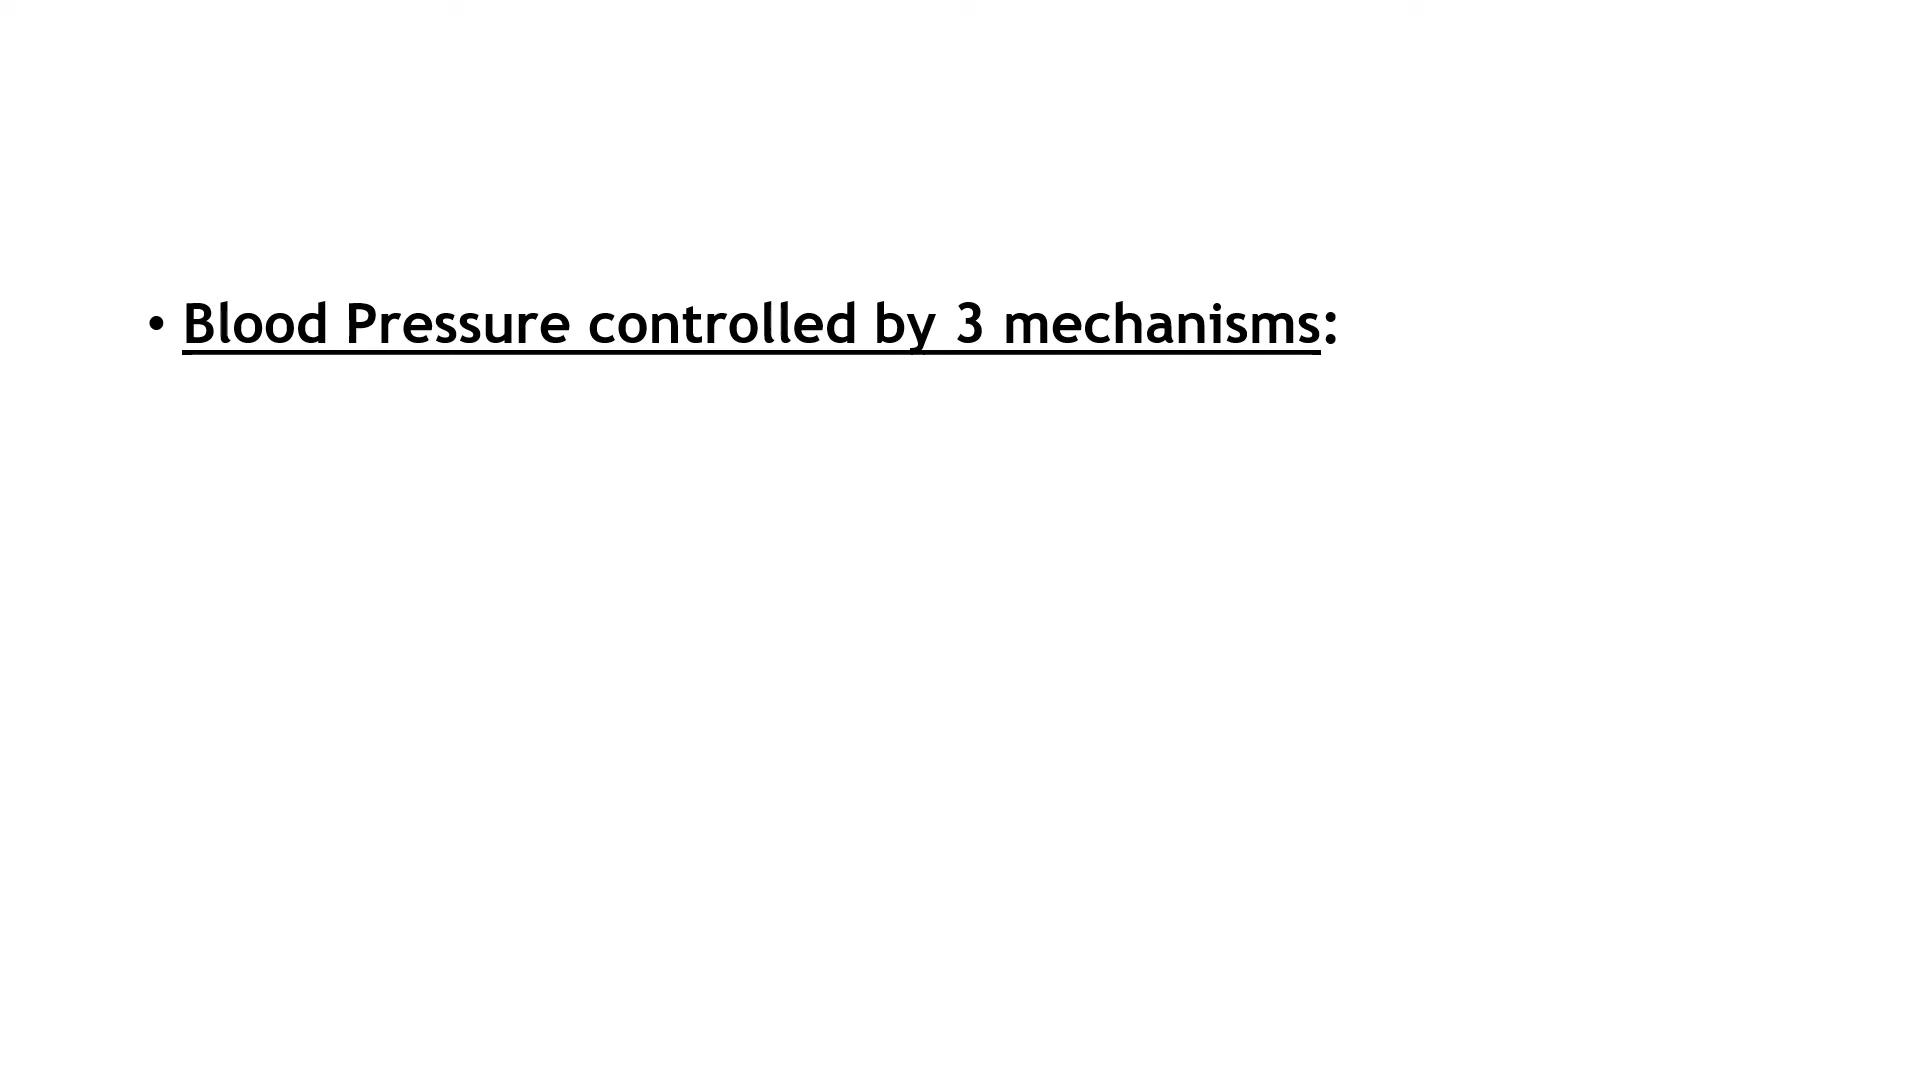 • Blood Pressure controlled by 3 mechanisms: